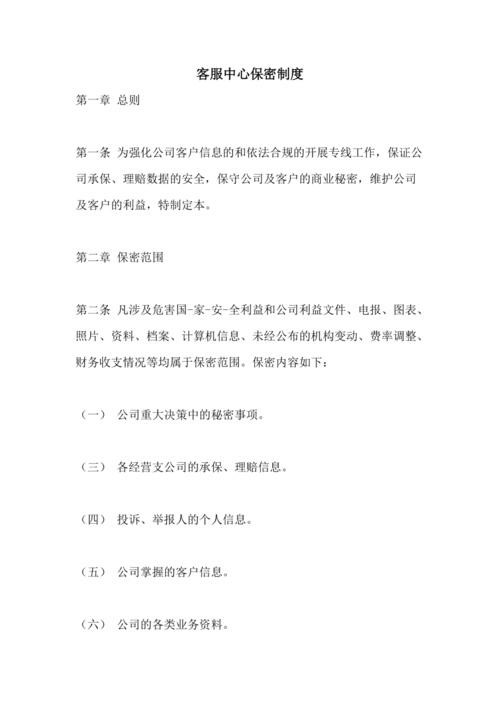 客服中心保密制度
第一章 总则
第一条 为强化公司客户信息的和依法合规的开展专线工作，保证公
司承保、理赔数据的安全，保守公司及客户的商业秘密，维护公司
及客户的利益，特制定本。
第二章 保密范围
第二条 凡涉及危害国-家-安-全利益和公司利益文件、电报、图表、
照片、资料、档案、计算机信息、未经公布的机构变动、费率调整、
财务收支情况等均属于保密范围。保密内容如下：
（一） 公司重大决策中的秘密事项。
（三） 各经营支公司的承保、理赔信息。
（四） 投诉、举报人的个人信息。
（五） 公司掌握的客户信息。
（六） 公司的各类业务资料。